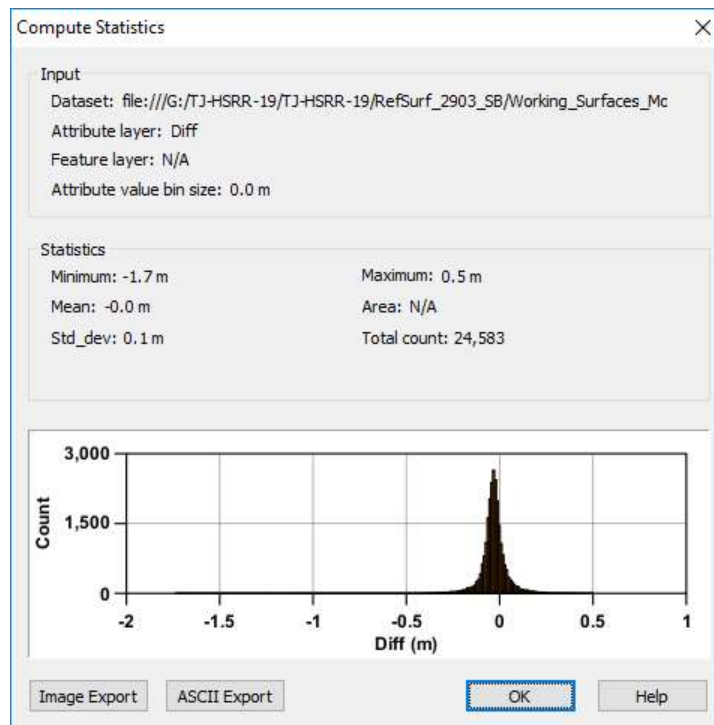 Compute Statistics
Input
Dataset: file:///G:/TJ-HSRR-19/TJ-HSRR-19/RefSurf_2903_SB/Working_Surfaces_Mc
Attribute layer: Diff
Feature layer: N/A
Attribute value bin size: 0.0 m
Statistics
Minimum: -1.7 m
Maximum: 0.5 m
Mean: -0.0 m
Area: N/A
Std_dev: 0.1 m
Total count: 24,583
3,000
1,500
0
Count
-2 -1.5 -1 -0.5 0 0.5 1
Diff (m)
Image Export
ASCII Export
OK
Help